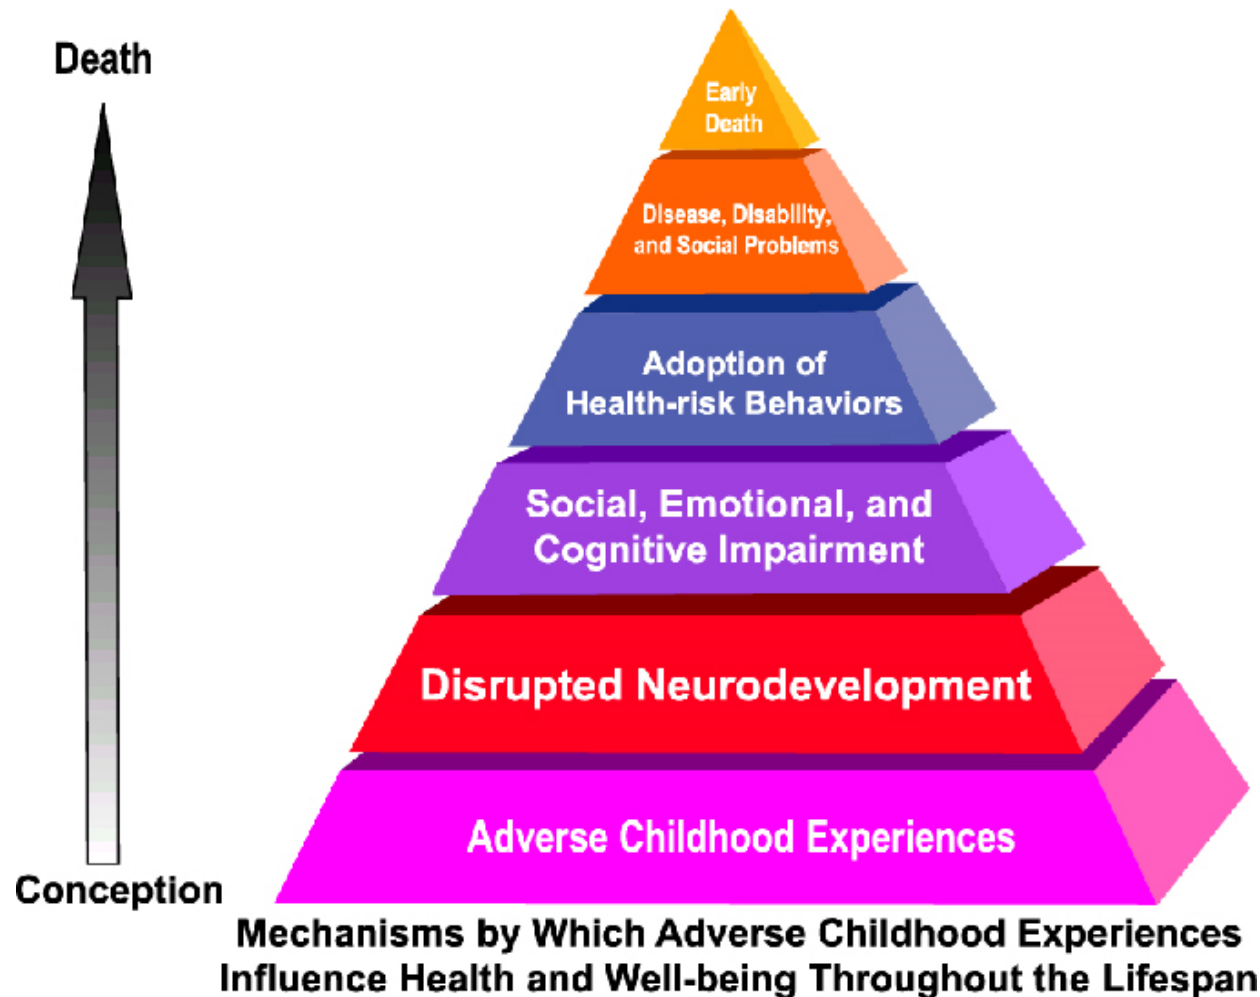 Death
Early
Death
Disease, Disability,
and Social Problems
Adoption of
Health-risk Behaviors
Social, Emotional, and
Cognitive Impairment
Disrupted Neurodevelopment
Adverse Childhood Experiences
Conception
Mechanisms by Which Adverse Childhood Experiences
Influence Health and Well-being Throughout the Lifespan